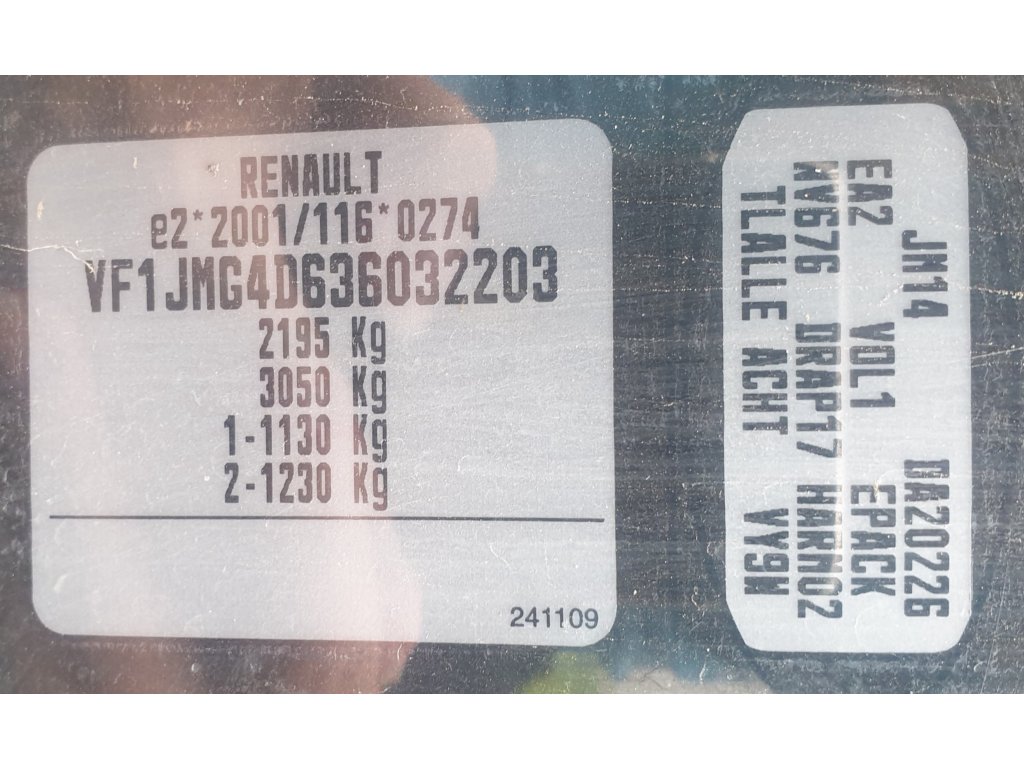 RENAULT
e2*2001/116*0274
VF1JMG4D636032203
2195 Kg
3050 Kg
1-1130 Kg
2-1230 Kg
241109
JM14 DA20226
EA2 VOL1 EPACK
NV676 DRAP17 HARM02
TLALLE ACHT VY9N